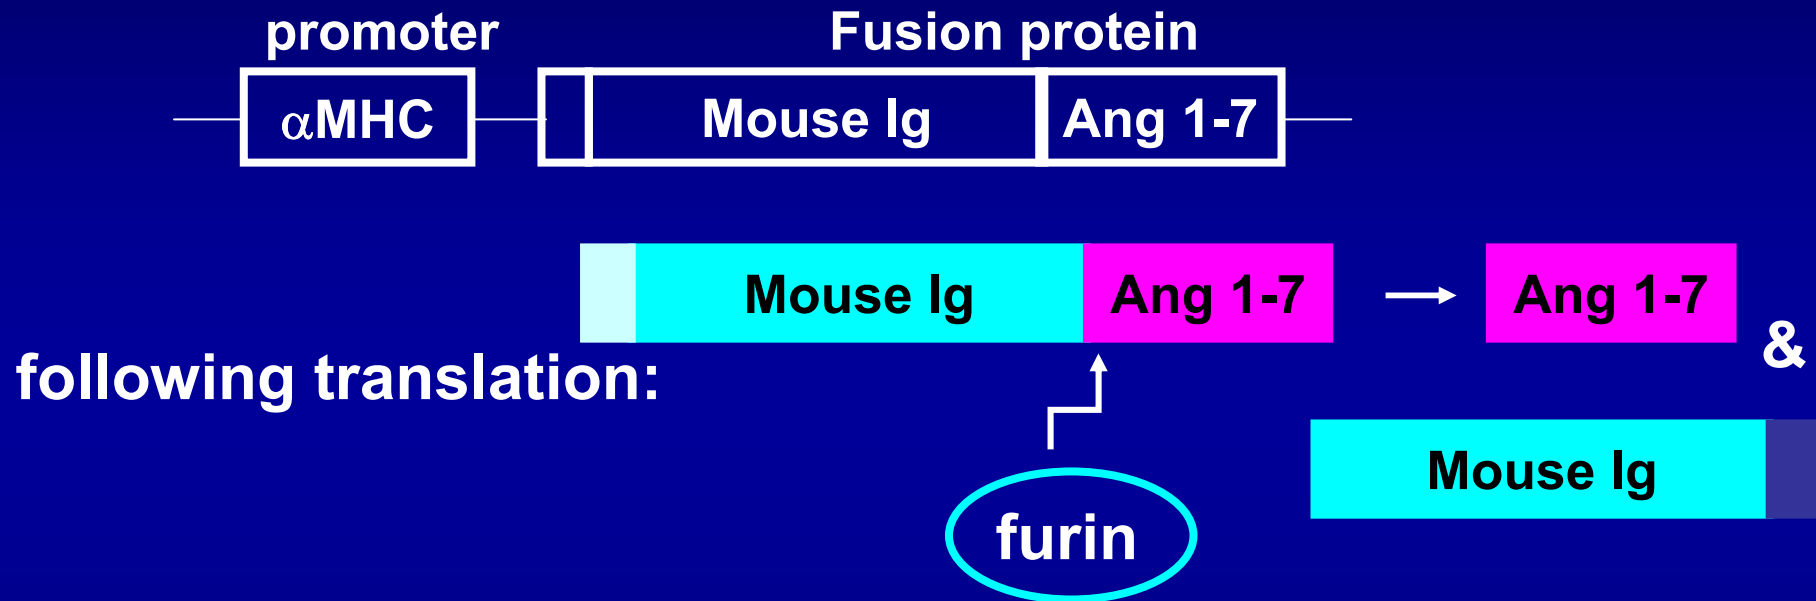 promoter Fusion protein
αMHC Mouse Ig Ang 1-7
Mouse Ig Ang 1-7 Ang 1-7
&
following translation:
Mouse Ig
furin